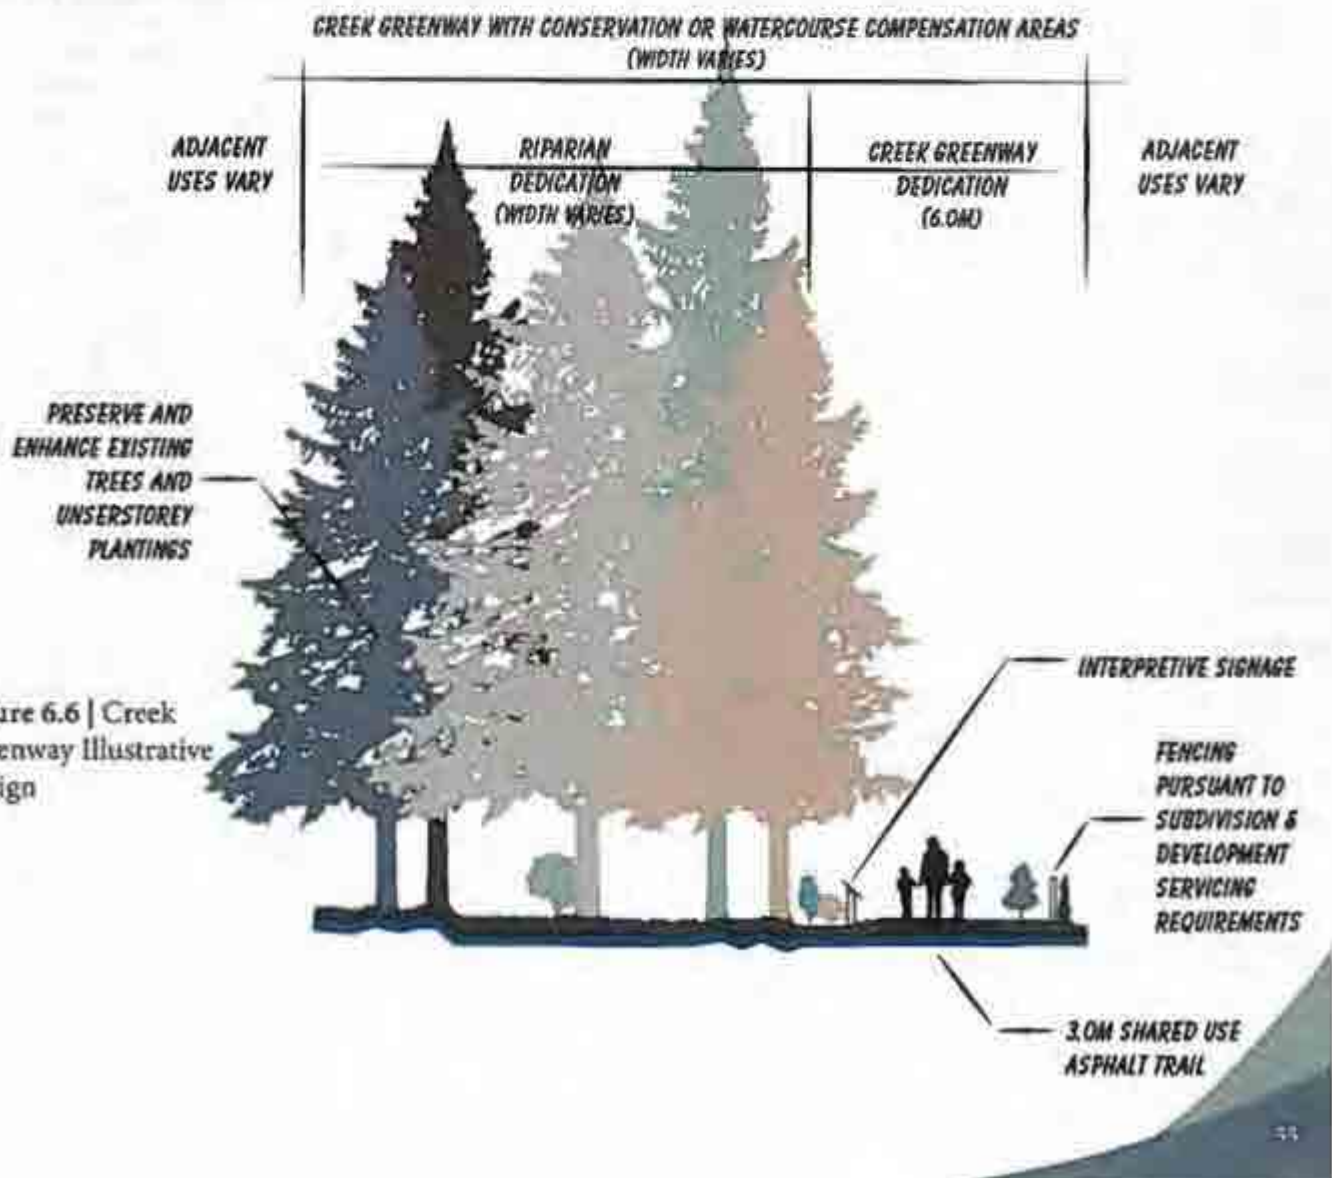 CREEK GREENWAY WITH CONSERVATION OR WATERCOURSE COMPENSATION AREAS
(WIDTH VARIES)
ADJACENT
USES VARY
RIPARIAN
DEDICATION
(WIDTH VARIES)
CREEK GREENWAY
DEDICATION
(6.0M)
ADJACENT
USES VARY
PRESERVE AND
ENHANCE EXISTING
TREES AND
UNSERSTOREY
PLANTINGS
INTERPRETIVE SIGNAGE
ure 6.6 | Creek
enway Illustrative
ign
FENCING
PURSUANT TO
SUBDIVISION &
DEVELOPMENT
SERVICING
REQUIREMENTS
3.0M SHARED USE
ASPHALT TRAIL